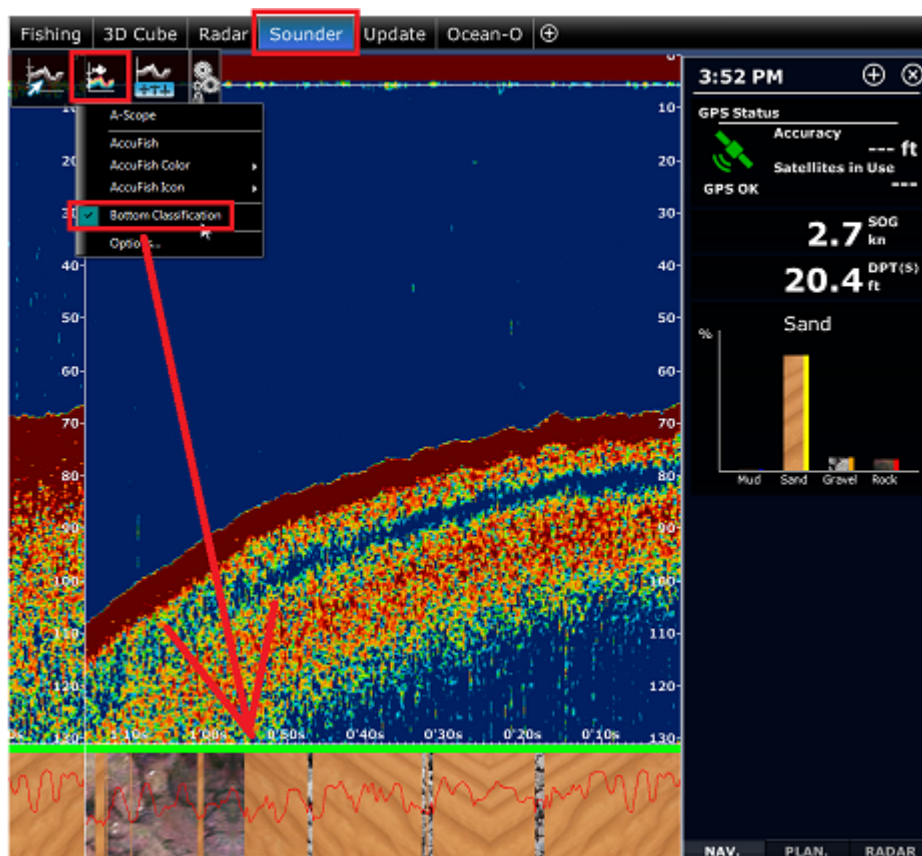 Fishing 3D Cube Radar Sounder Update Ocean-O
A-Scope
AccuFish
AccuFish Color
AccuFish Icon
Bottom Classification
10
20
30
40
50
60
70
80
90
100
110
120
130
1'10s 1'00s 0'50s 0'40s 0'30s 0'20s 0'10s
3:52 PM
GPS Status
Accuracy
--- ft
Satellites in Use
---
GPS OK
2.7 SOG
kn
20.4 DPT(S)
ft
Sand
%
Mud Sand Gravel Rock
NAV. PLAN. RADAR